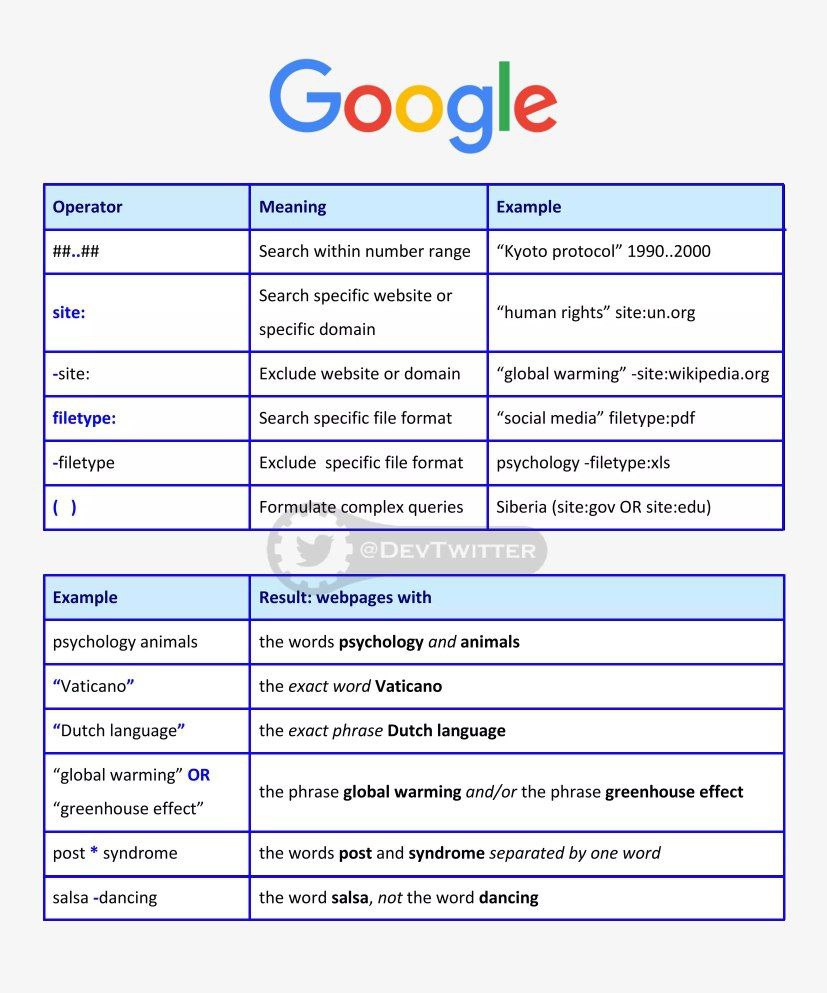 Google
Operator Meaning Example
##..## Search within number range “Kyoto protocol” 1990..2000
site: Search specific website or
specific domain “human rights” site:un.org
-site: Exclude website or domain “global warming” -site:wikipedia.org
filetype: Search specific file format “social media” filetype:pdf
-filetype Exclude specific file format psychology -filetype:xls
( ) Formulate complex queries Siberia (site:gov OR site:edu)
@DevTwitter
Example Result: webpages with
psychology animals the words psychology and animals
“Vaticano” the exact word Vaticano
“Dutch language” the exact phrase Dutch language
“global warming” OR
“greenhouse effect” the phrase global warming and/or the phrase greenhouse effect
post * syndrome the words post and syndrome separated by one word
salsa -dancing the word salsa, not the word dancing